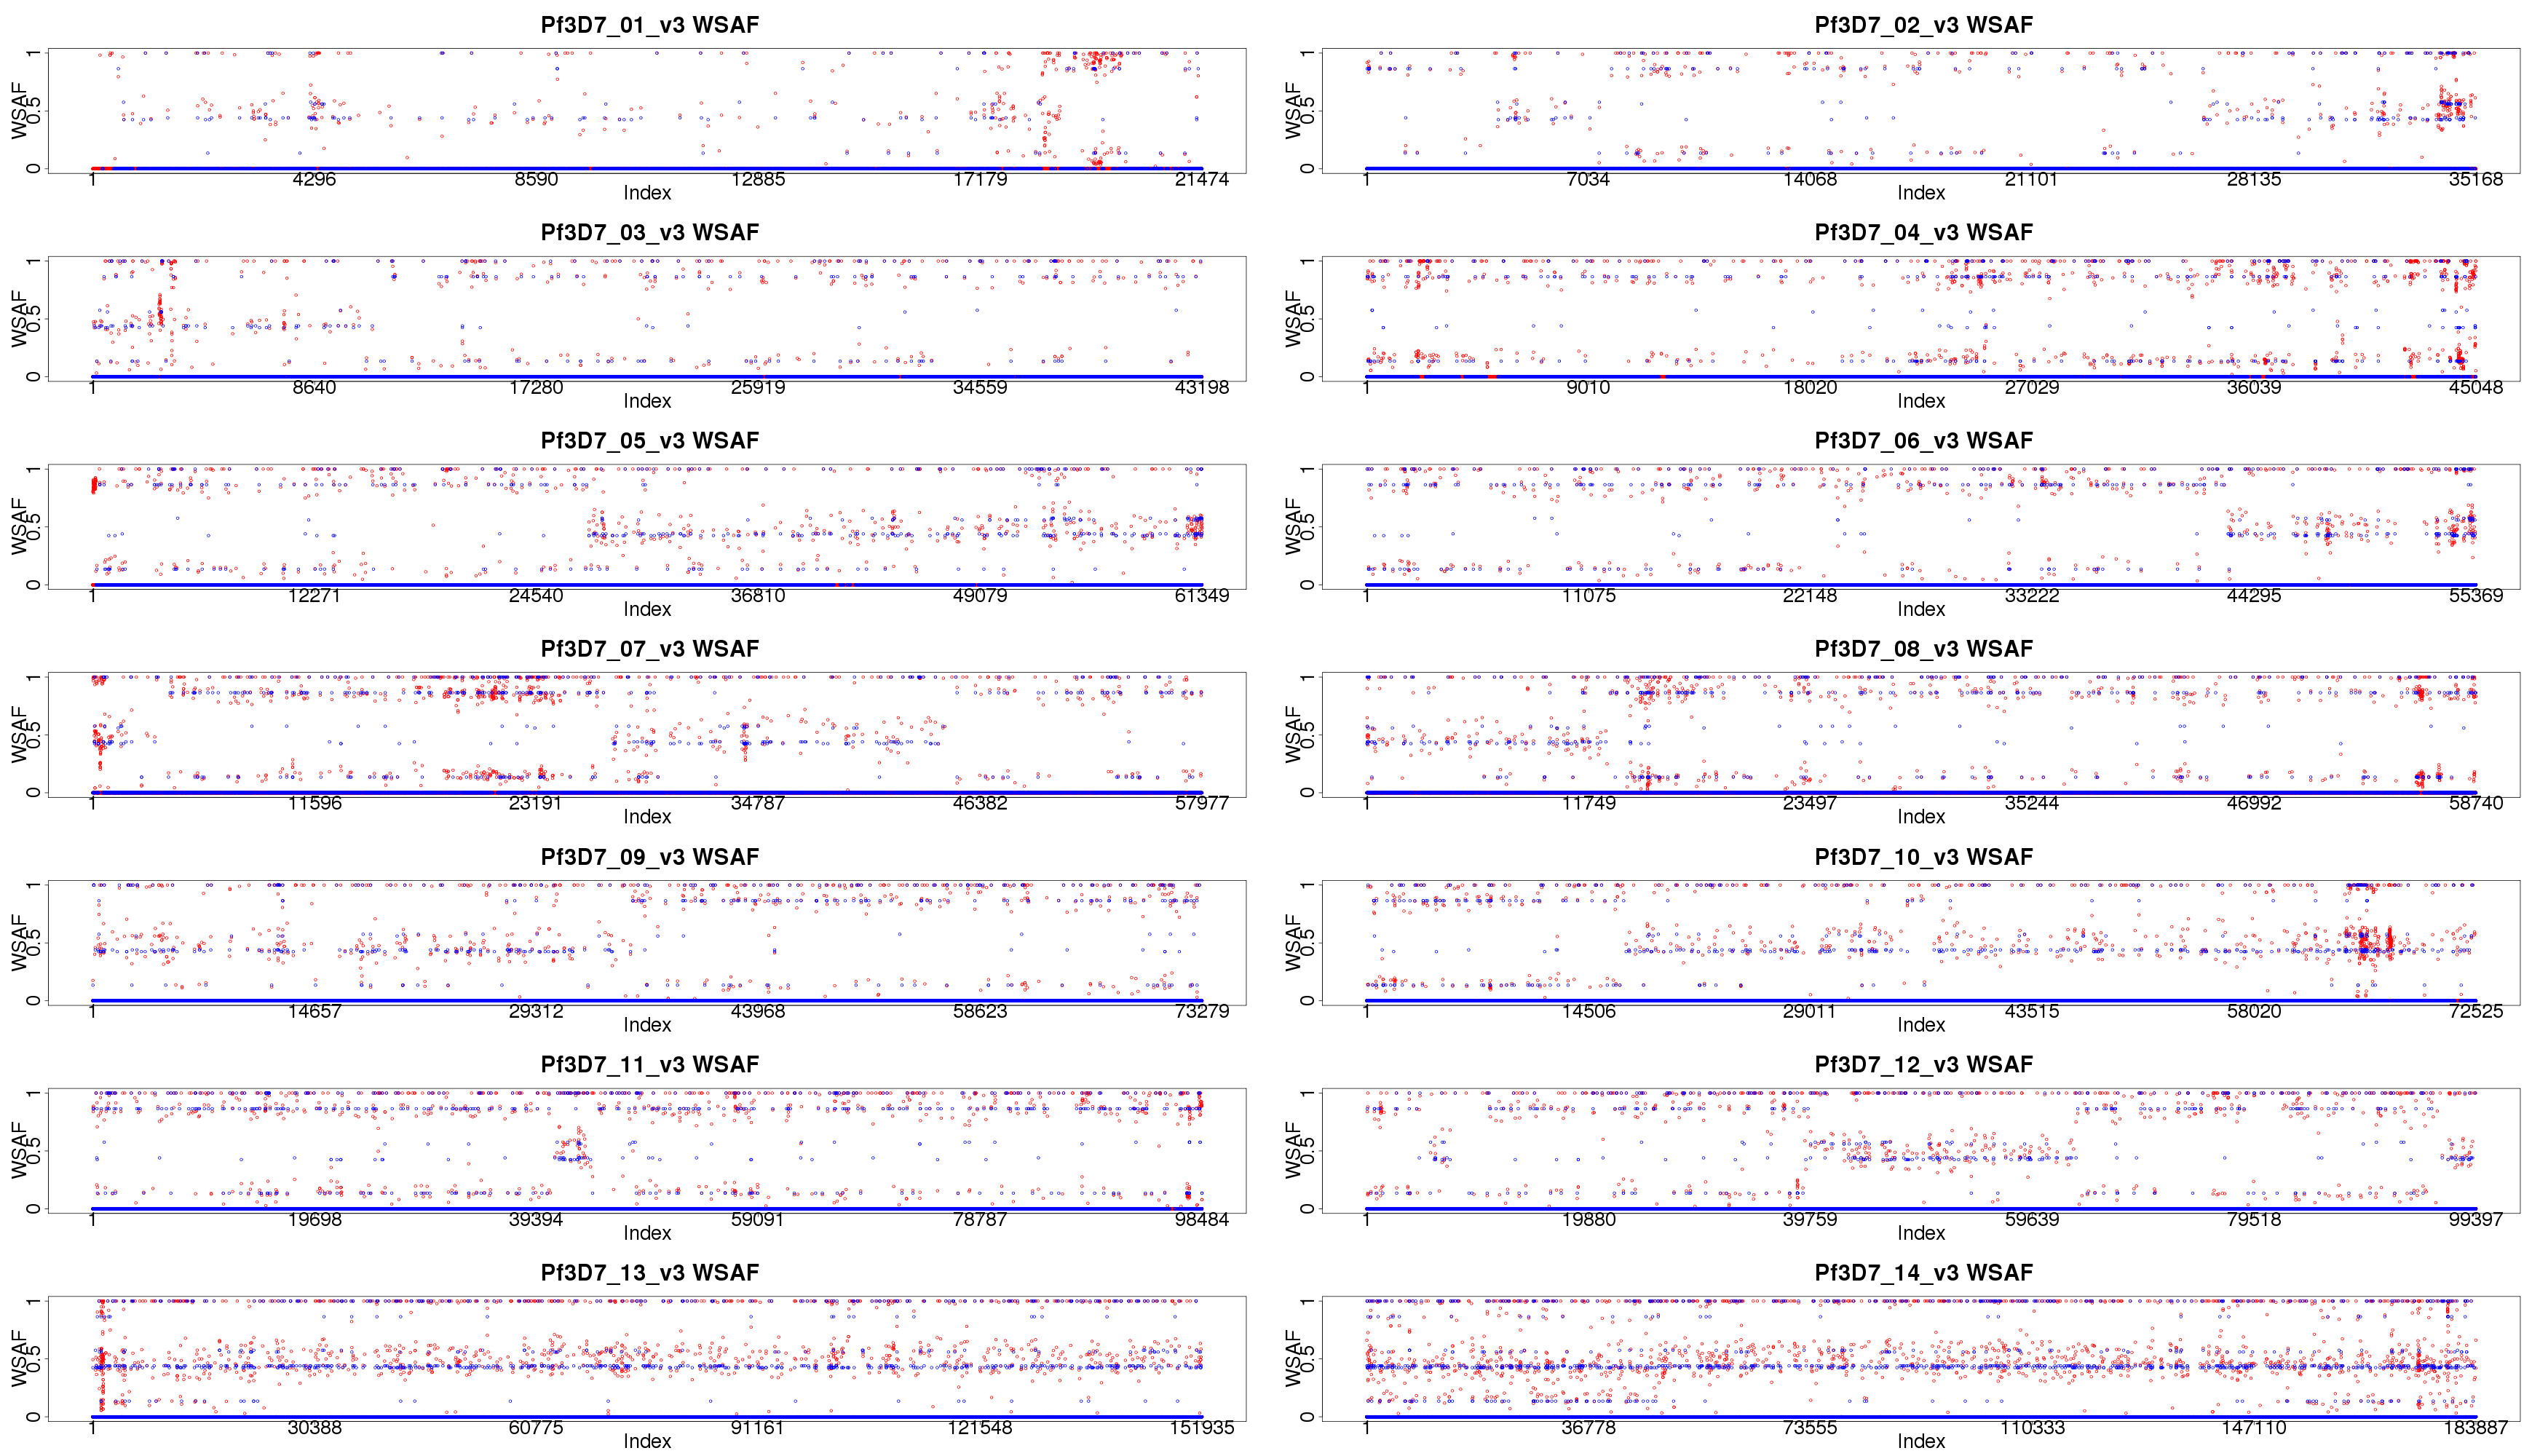 Pf3D7_01_v3 WSAF
WSAF
0 0.5 1
1 4296 8590 12885 17179 21474
Index
Pf3D7_02_v3 WSAF
WSAF
0 0.5 1
1 7034 14068 21101 28135 35168
Index
Pf3D7_03_v3 WSAF
WSAF
0 0.5 1
1 8640 17280 25919 34559 43198
Index
Pf3D7_04_v3 WSAF
WSAF
0 0.5 1
1 9010 18020 27029 36039 45048
Index
Pf3D7_05_v3 WSAF
WSAF
0 0.5 1
1 12271 24540 36810 49079 61349
Index
Pf3D7_06_v3 WSAF
WSAF
0 0.5 1
1 11075 22148 33222 44295 55369
Index
Pf3D7_07_v3 WSAF
WSAF
0 0.5 1
1 11596 23191 34787 46382 57977
Index
Pf3D7_08_v3 WSAF
WSAF
0 0.5 1
1 11749 23497 35244 46992 58740
Index
Pf3D7_09_v3 WSAF
WSAF
0 0.5 1
1 14657 29312 43968 58623 73279
Index
Pf3D7_10_v3 WSAF
WSAF
0 0.5 1
1 14506 29011 43515 58020 72525
Index
Pf3D7_11_v3 WSAF
WSAF
0 0.5 1
1 19698 39394 59091 78787 98484
Index
Pf3D7_12_v3 WSAF
WSAF
0 0.5 1
1 19880 39759 59639 79518 99397
Index
Pf3D7_13_v3 WSAF
WSAF
0 0.5 1
1 30388 60775 91161 121548 151935
Index
Pf3D7_14_v3 WSAF
WSAF
0 0.5 1
1 36778 73555 110333 147110 183887
Index